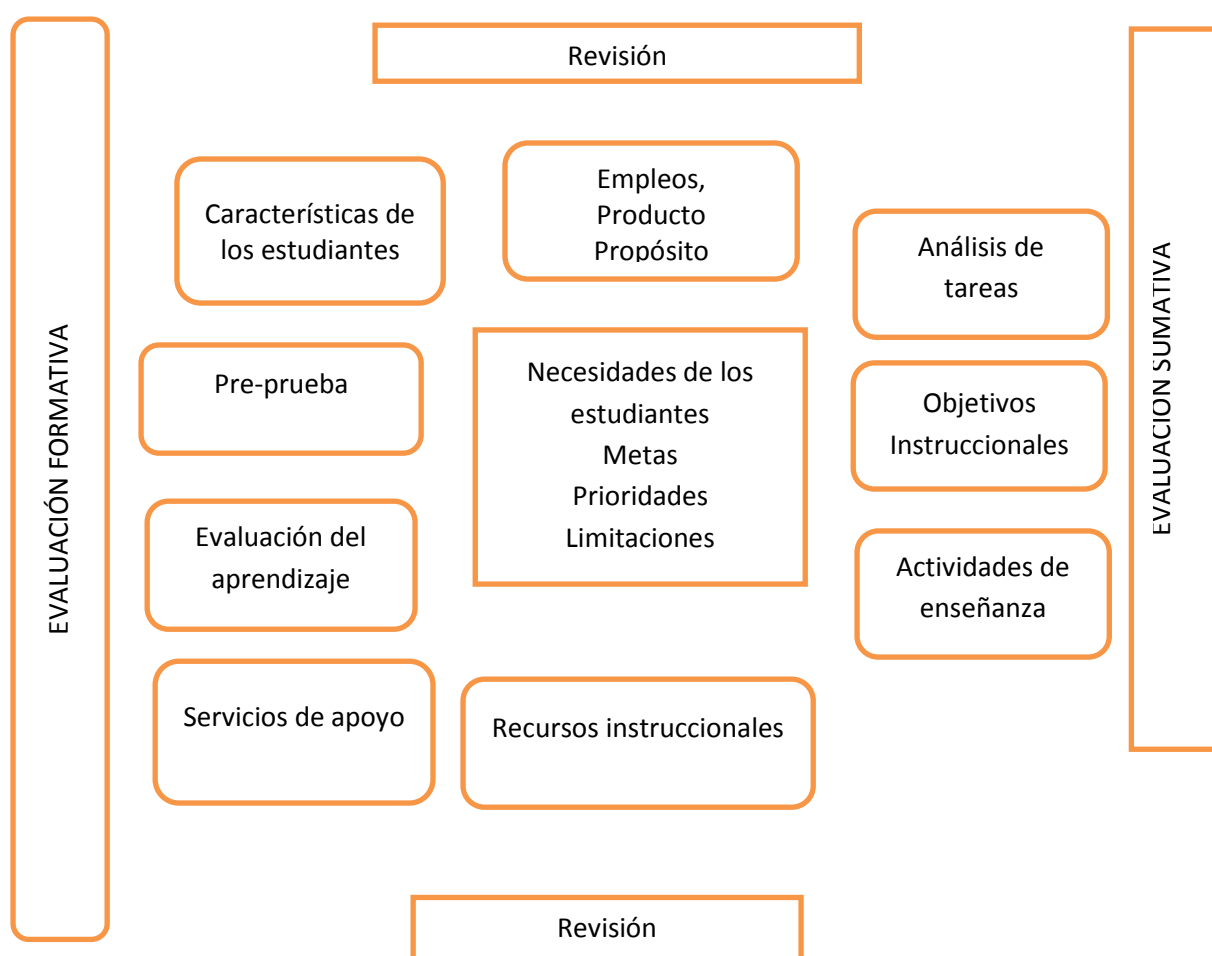 Revisión
EVALUACIÓN FORMATIVA
Características de
los estudiantes
Empleos,
Producto
Propósito
Análisis de
tareas
EVALUACION SUMATIVA
Pre-prueba
Necesidades de los
estudiantes
Metas
Prioridades
Limitaciones
Objetivos
Instruccionales
Evaluación del
aprendizaje
Actividades de
enseñanza
Servicios de apoyo
Recursos instruccionales
Revisión